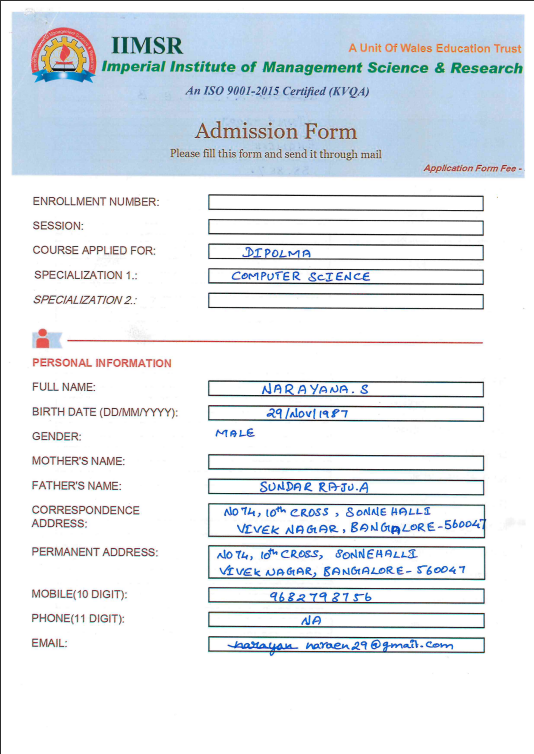 IIMSR
A Unit Of Wales Education Trust
Imperial Institute of Management Science & Research
An ISO 9001-2015 Certified (KVQA)
Admission Form
Please fill this form and send it through mail
Application Form Fee -
ENROLLMENT NUMBER:
SESSION:
COURSE APPLIED FOR: DIPOLMA
SPECIALIZATION 1.: COMPUTER SCIENCE
SPECIALIZATION 2.:
PERSONAL INFORMATION
FULL NAME: NARAYANA. S
BIRTH DATE (DD/MM/YYYY): 29/Nov/1987
GENDER: MALE
MOTHER'S NAME:
FATHER'S NAME: SUNDAR RAJU.A
CORRESPONDENCE ADDRESS: NO 74, 10th CROSS, SONNEHALLI
VIVEK NAGAR, BANGALORE-560047
PERMANENT ADDRESS: NO 74, 10th CROSS, SONNEHALLI
VIVEK NAGAR, BANGALORE-560047
MOBILE(10 DIGIT): 9682798756
PHONE(11 DIGIT): NA
EMAIL: naraen29@gmail.com